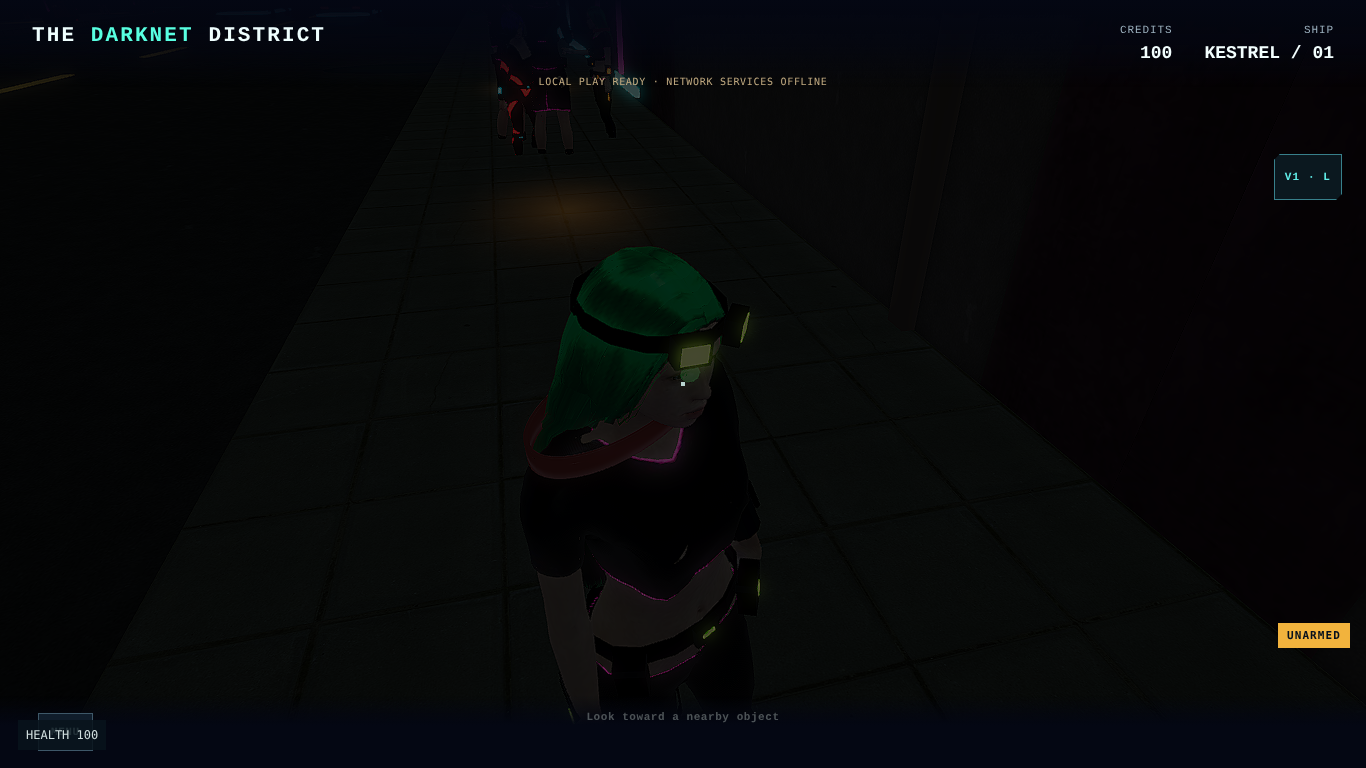 THE DARKNET DISTRICT
CREDITS
100
SHIP
KESTREL / 01
LOCAL PLAY READY · NETWORK SERVICES OFFLINE
V1 · L
UNARMED
Look toward a nearby object
HEALTH 100